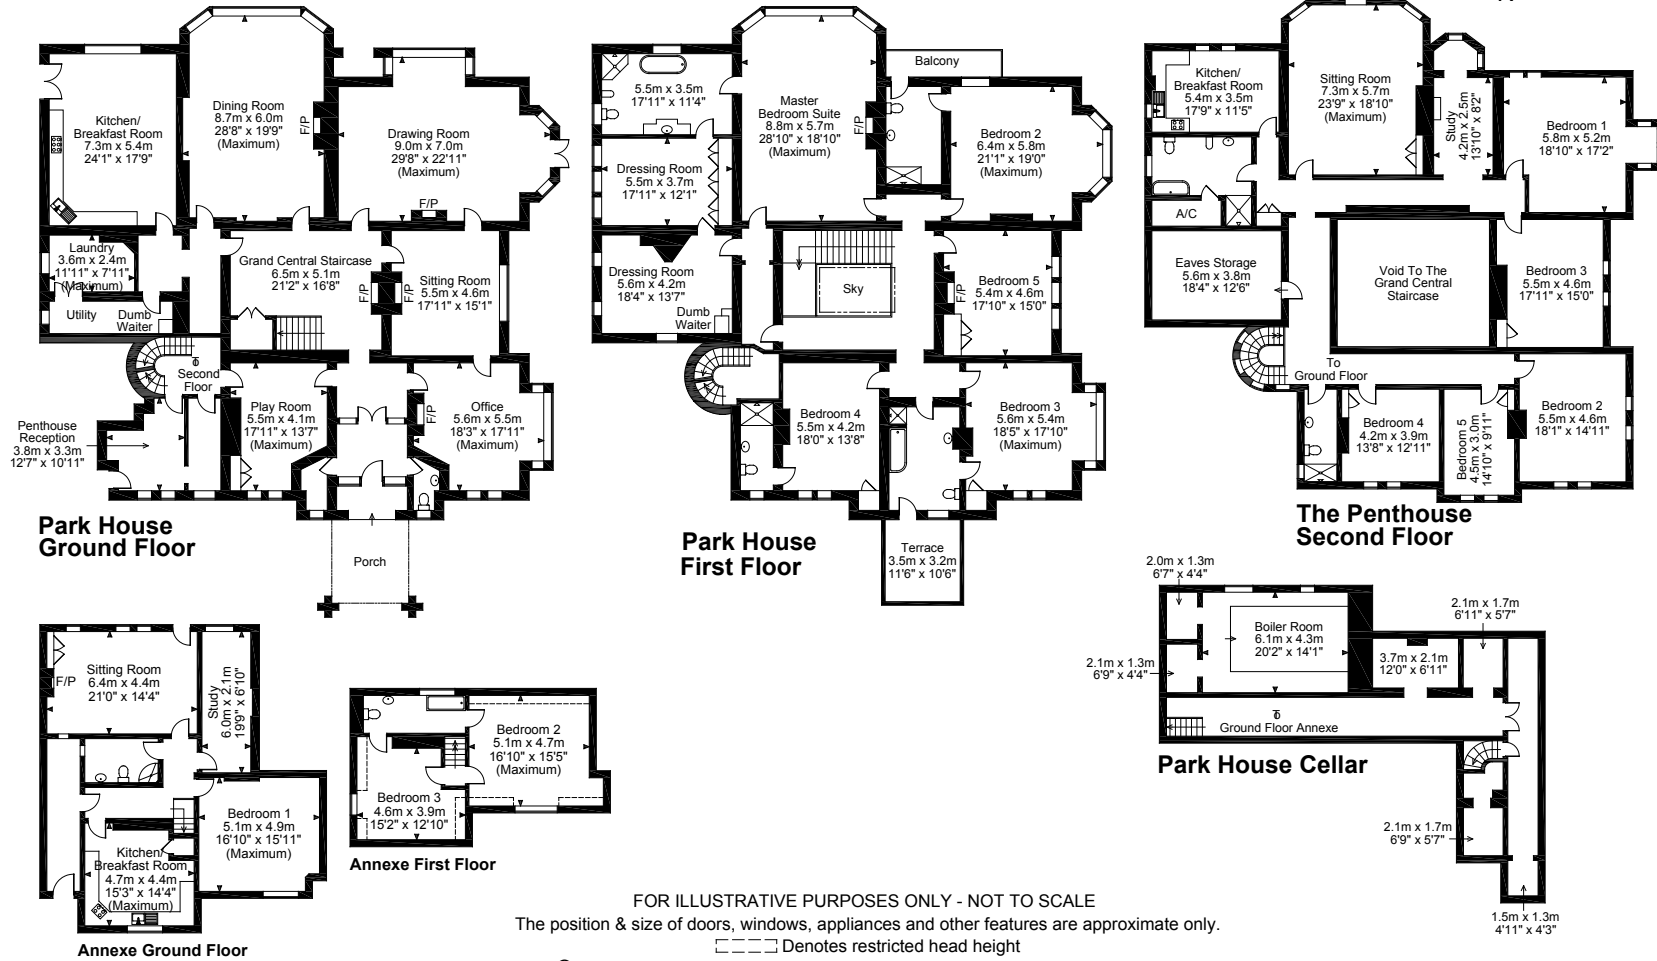 Kitchen/
Breakfast Room
7.3m x 5.4m
24'1" x 17'9"
Dining Room
8.7m x 6.0m
28'8" x 19'9"
(Maximum)
F/P
Drawing Room
9.0m x 7.0m
29'8" x 22'11"
(Maximum)
F/P
Laundry
3.6m x 2.4m
11'11" x 7'11"
(Maximum)
Utility
Dumb
Waiter
Grand Central Staircase
6.5m x 5.1m
21'2" x 16'8"
F/P
F/P
Sitting Room
5.5m x 4.6m
17'11" x 15'1"
To
Second
Floor
Play Room
5.5m x 4.1m
17'11" x 13'7"
(Maximum)
F/P
Office
5.6m x 5.5m
18'3" x 17'11"
(Maximum)
Penthouse
Reception
3.8m x 3.3m
12'7" x 10'11"
Porch
Park House
Ground Floor
5.5m x 3.5m
17'11" x 11'4"
Master
Bedroom Suite
8.8m x 5.7m
28'10" x 18'10"
(Maximum)
F/P
Balcony
Bedroom 2
6.4m x 5.8m
21'1" x 19'0"
(Maximum)
Dressing Room
5.5m x 3.7m
17'11" x 12'1"
Dressing Room
5.6m x 4.2m
18'4" x 13'7"
Dumb
Waiter
Sky
F/P
Bedroom 5
5.4m x 4.6m
17'10" x 15'0"
Bedroom 4
5.5m x 4.2m
18'0" x 13'8"
Bedroom 3
5.6m x 5.4m
18'5" x 17'10"
(Maximum)
Terrace
3.5m x 3.2m
11'6" x 10'6"
Park House
First Floor
Kitchen/
Breakfast Room
5.4m x 3.5m
17'9" x 11'5"
Sitting Room
7.3m x 5.7m
23'9" x 18'10"
(Maximum)
Study
4.2m x 2.5m
13'10" x 8'2"
Bedroom 1
5.8m x 5.2m
18'10" x 17'2"
A/C
Eaves Storage
5.6m x 3.8m
18'4" x 12'6"
Void To The
Grand Central
Staircase
Bedroom 3
5.5m x 4.6m
17'11" x 15'0"
To
Ground Floor
Bedroom 4
4.2m x 3.9m
13'8" x 12'11"
Bedroom 5
4.5m x 3.0m
14'10" x 9'11"
Bedroom 2
5.5m x 4.6m
18'1" x 14'11"
The Penthouse
Second Floor
2.0m x 1.3m
6'7" x 4'4"
Boiler Room
6.1m x 4.3m
20'2" x 14'1"
2.1m x 1.7m
6'11" x 5'7"
2.1m x 1.3m
6'9" x 4'4"
3.7m x 2.1m
12'0" x 6'11"
To
Ground Floor Annexe
Park House Cellar
2.1m x 1.7m
6'9" x 5'7"
1.5m x 1.3m
4'11" x 4'3"
Sitting Room
6.4m x 4.4m
21'0" x 14'4"
F/P
Study
6.0m x 2.1m
19'9" x 6'10"
Bedroom 1
5.1m x 4.9m
16'10" x 15'11"
(Maximum)
Kitchen/
Breakfast Room
4.7m x 4.4m
15'3" x 14'4"
(Maximum)
Annexe Ground Floor
Bedroom 2
5.1m x 4.7m
16'10" x 15'5"
(Maximum)
Bedroom 3
4.6m x 3.9m
15'2" x 12'10"
Annexe First Floor
FOR ILLUSTRATIVE PURPOSES ONLY - NOT TO SCALE
The position & size of doors, windows, appliances and other features are approximate only.
Denotes restricted head height